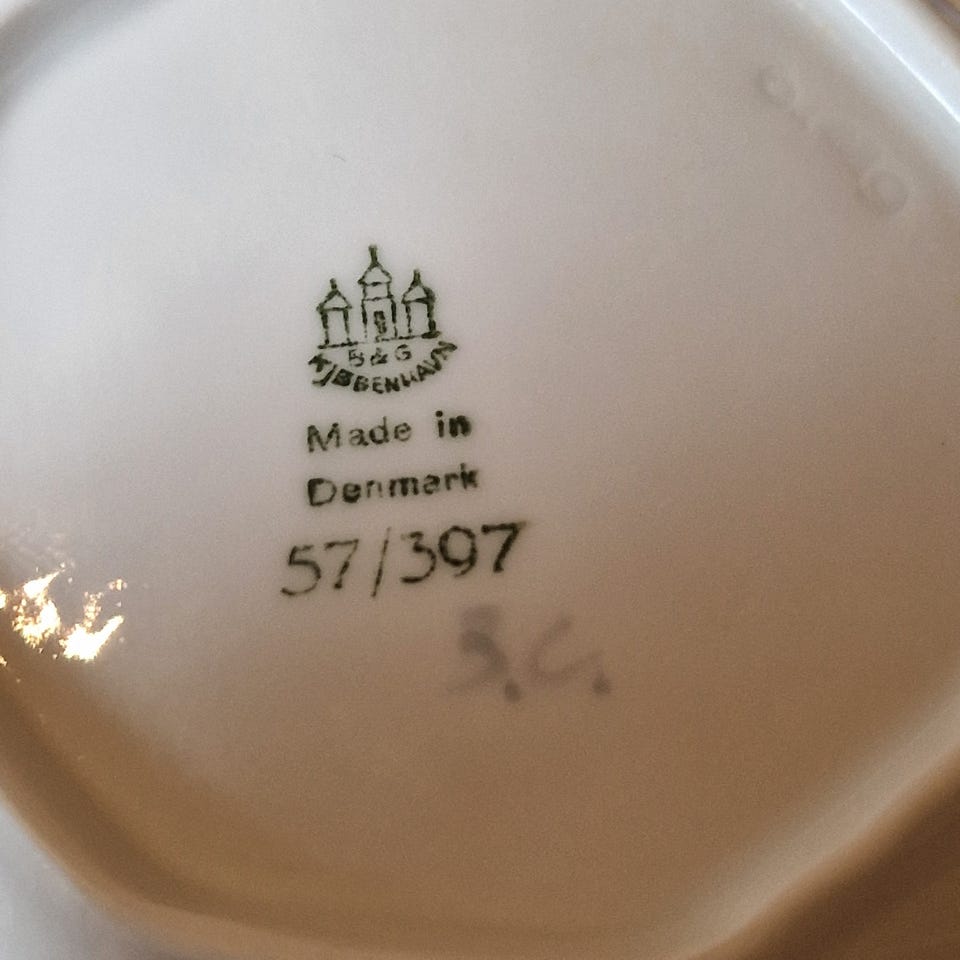 B&G
KJØBENHAVN
Made in
Denmark
57/397